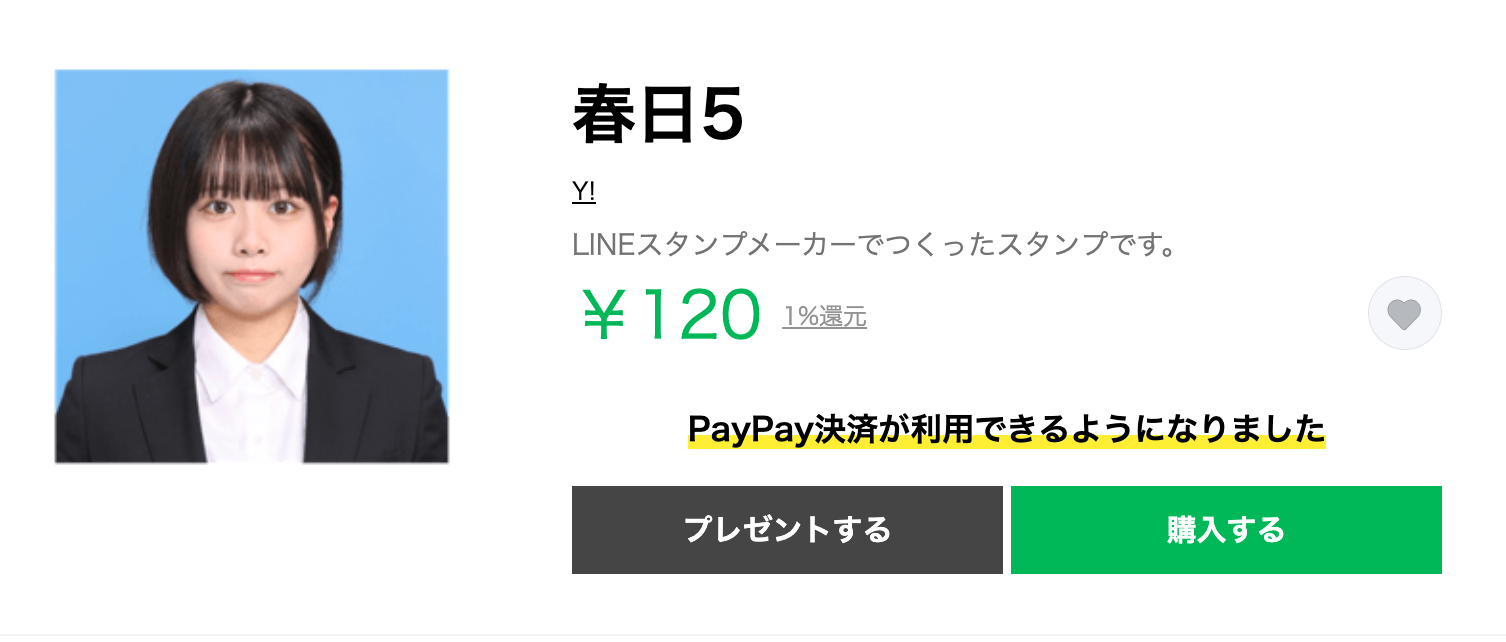 春日5
Y!
LINEスタンプメーカーでつくったスタンプです。
¥120 1%還元
PayPay決済が利用できるようになりました
プレゼントする 購入する